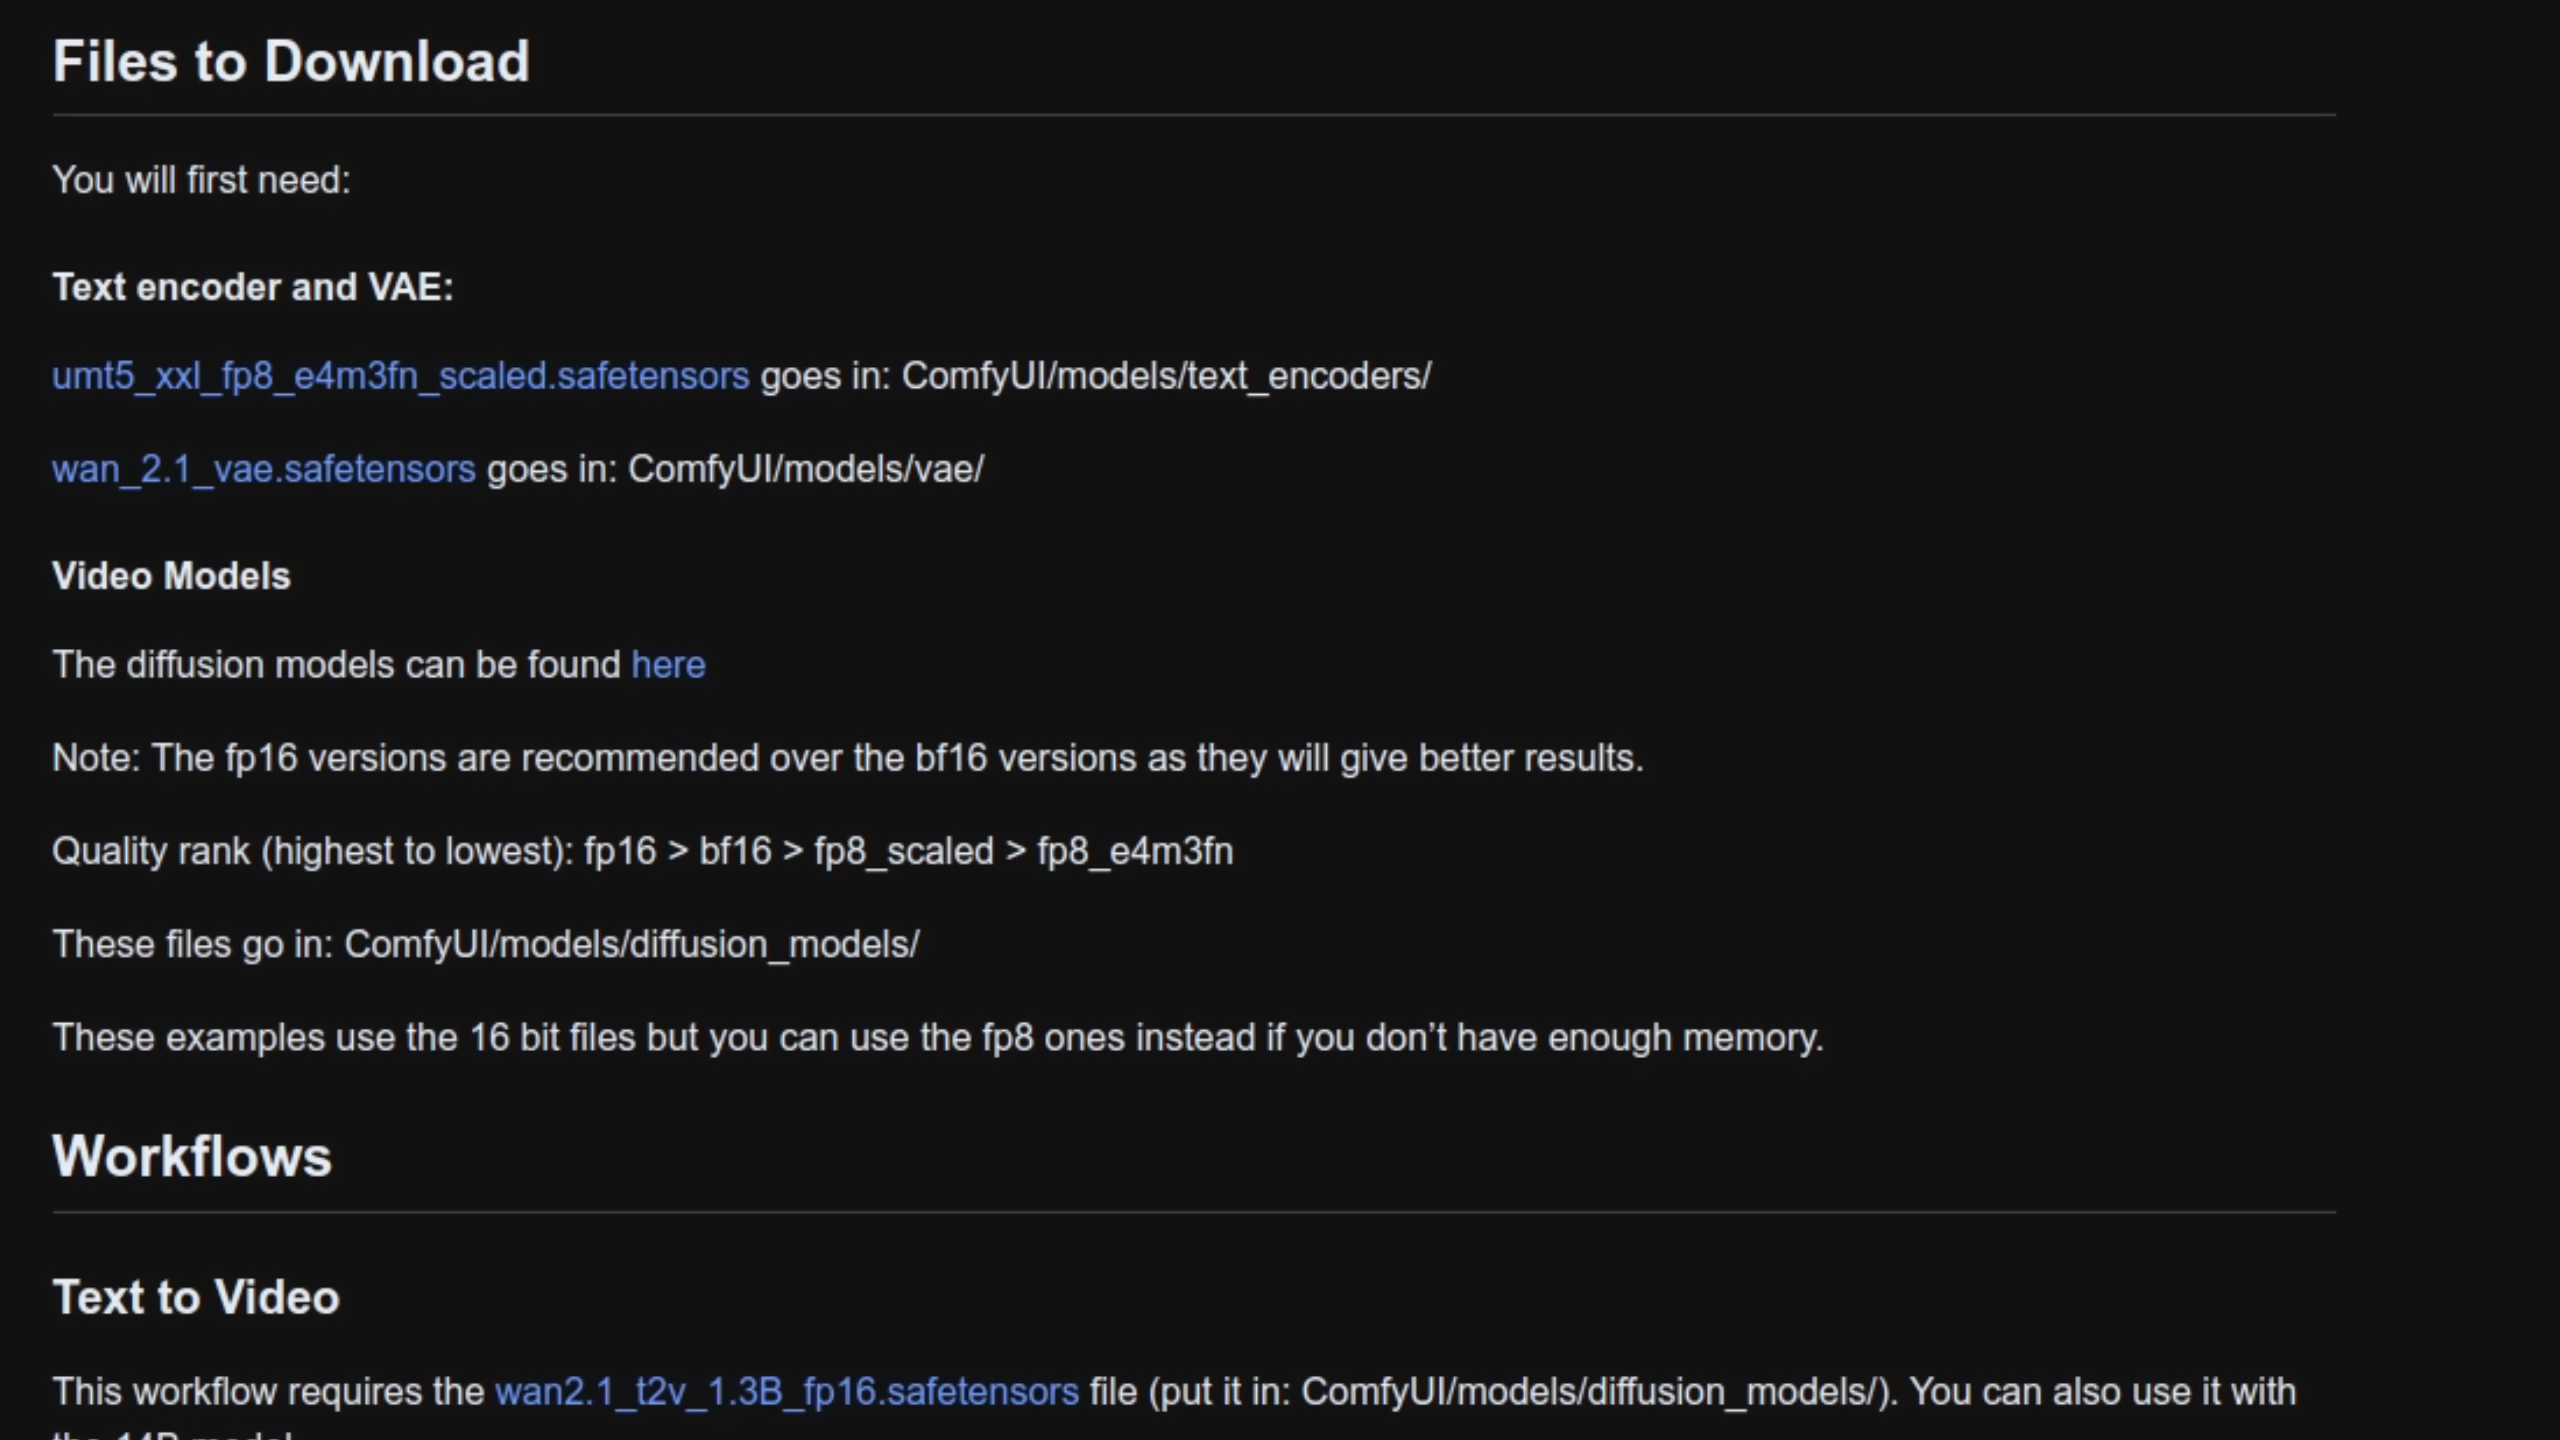 Files to Download
You will first need:
Text encoder and VAE:
umt5_xxl_fp8_e4m3fn_scaled.safetensors goes in: ComfyUI/models/text_encoders/
wan_2.1_vae.safetensors goes in: ComfyUI/models/vae/
Video Models
The diffusion models can be found here
Note: The fp16 versions are recommended over the bf16 versions as they will give better results.
Quality rank (highest to lowest): fp16 > bf16 > fp8_scaled > fp8_e4m3fn
These files go in: ComfyUI/models/diffusion_models/
These examples use the 16 bit files but you can use the fp8 ones instead if you don’t have enough memory.
Workflows
Text to Video
This workflow requires the wan2.1_t2v_1.3B_fp16.safetensors file (put it in: ComfyUI/models/diffusion_models/). You can also use it with
the 14B model